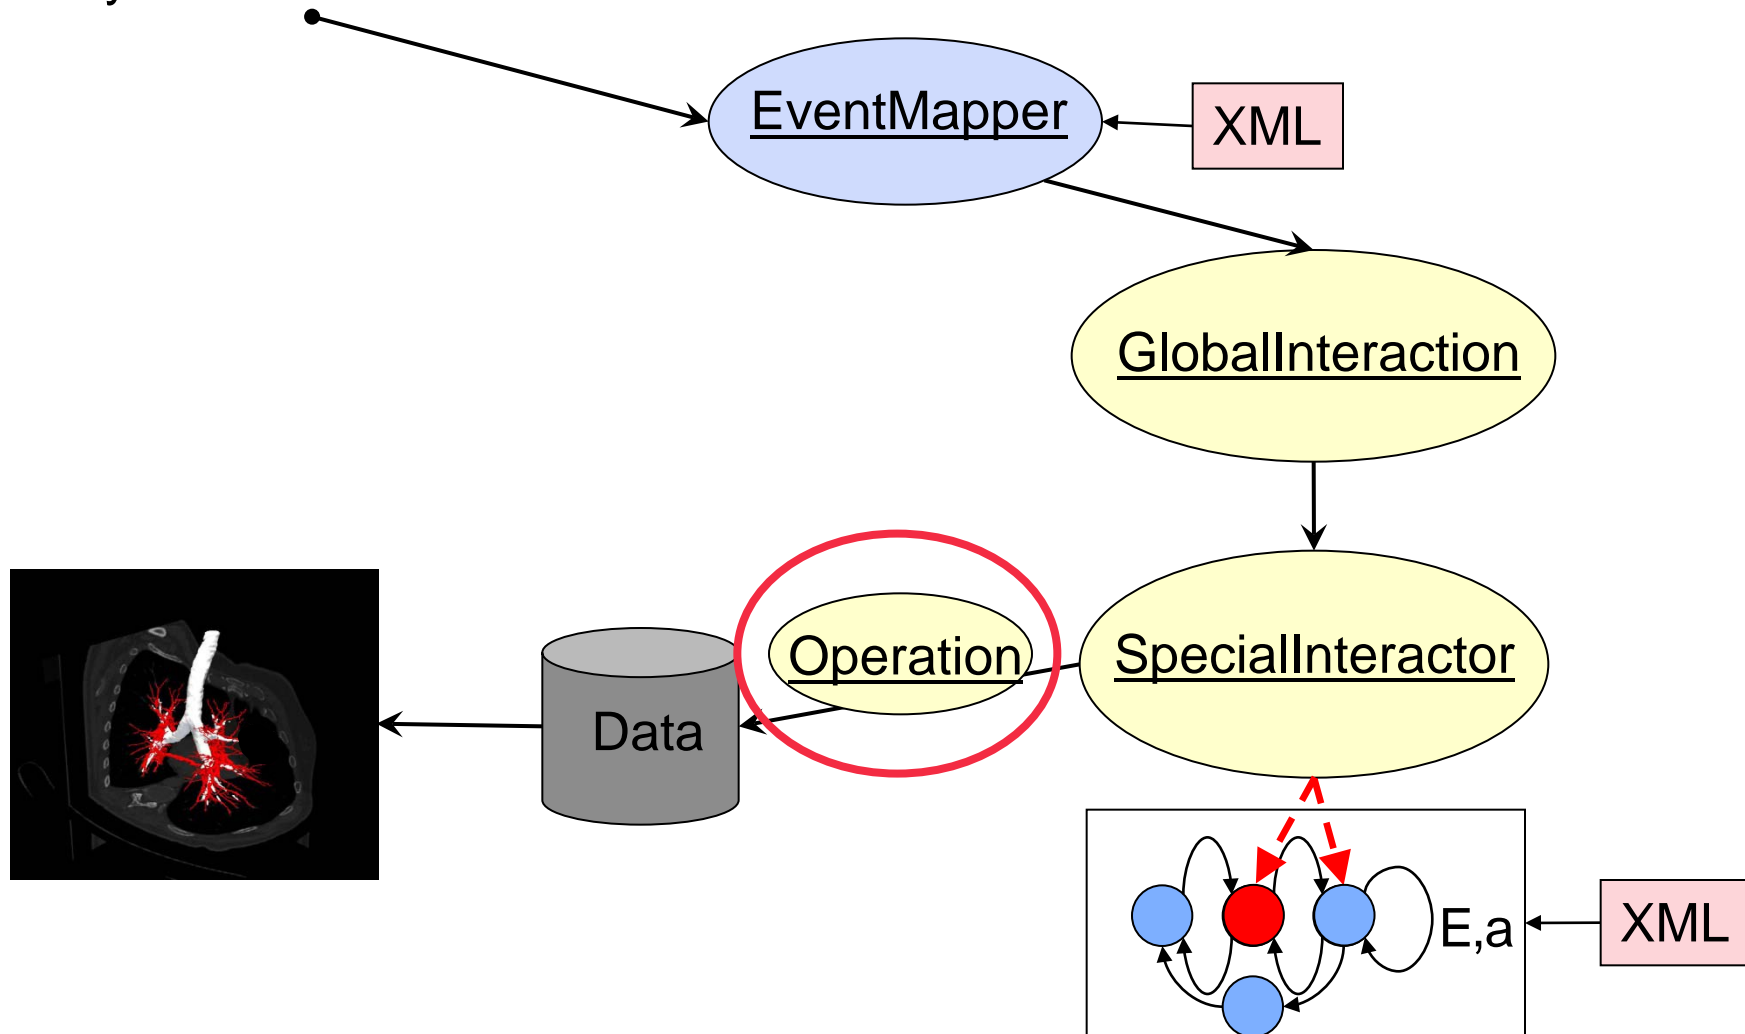 EventMapper
XML
GlobalInteraction
Operation
SpecialInteractor
Data
E,a
XML